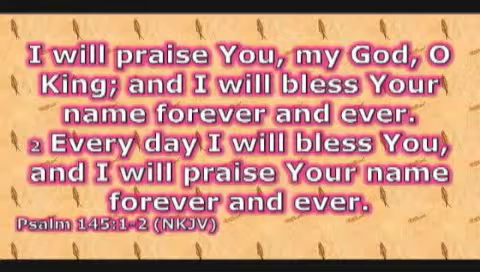 I will praise You, my God, O
King; and I will bless Your
name forever and ever.
2 Every day I will bless You,
and I will praise Your name
forever and ever.
Psalm 145:1-2 (NKJV)